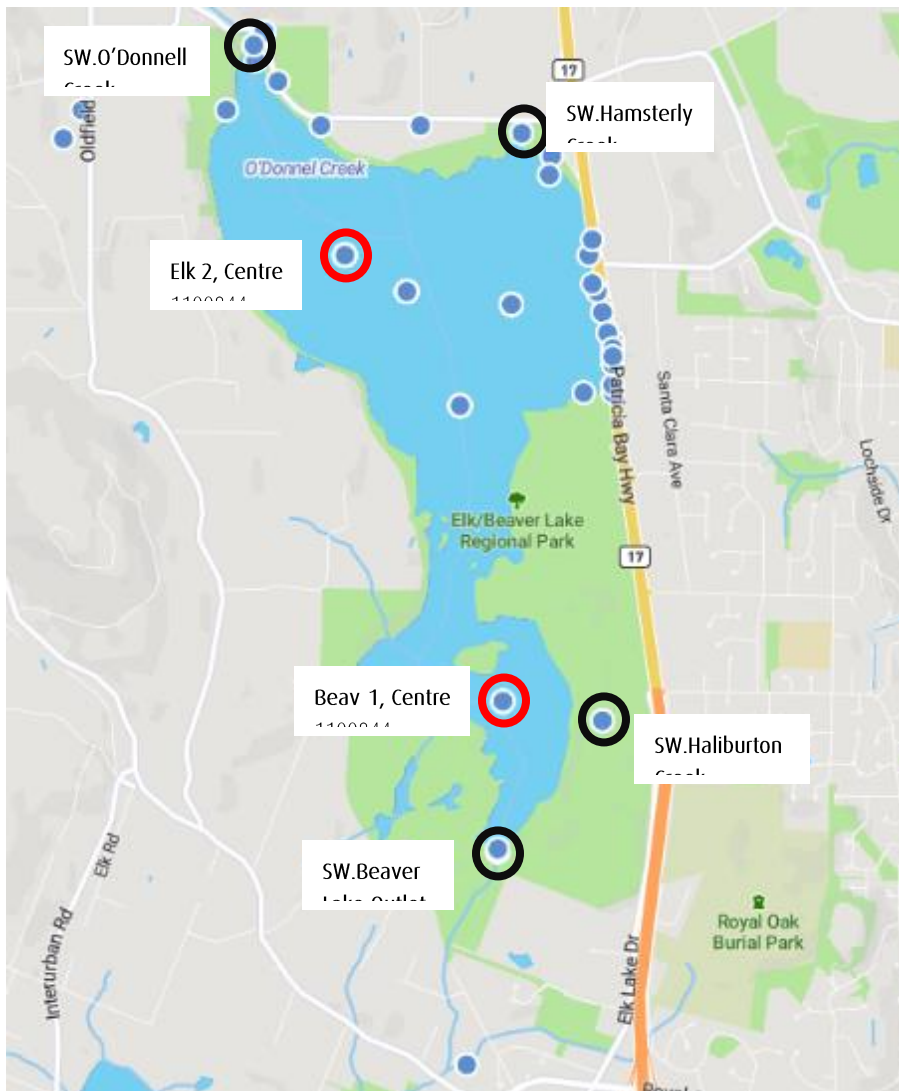 SW.O'Donnell
17
SW.Hamsterly
Oldfield
O'Donnel Creek
Elk 2, Centre
Patricia Bay Hwy
Santa Clara Ave
Lochside Dr
Elk/Beaver Lake
Regional Park
17
Beav 1, Centre
SW.Haliburton
Elk Rd
SW.Beaver
Interurban Rd
Royal Oak
Burial Park
Elk Lake Dr